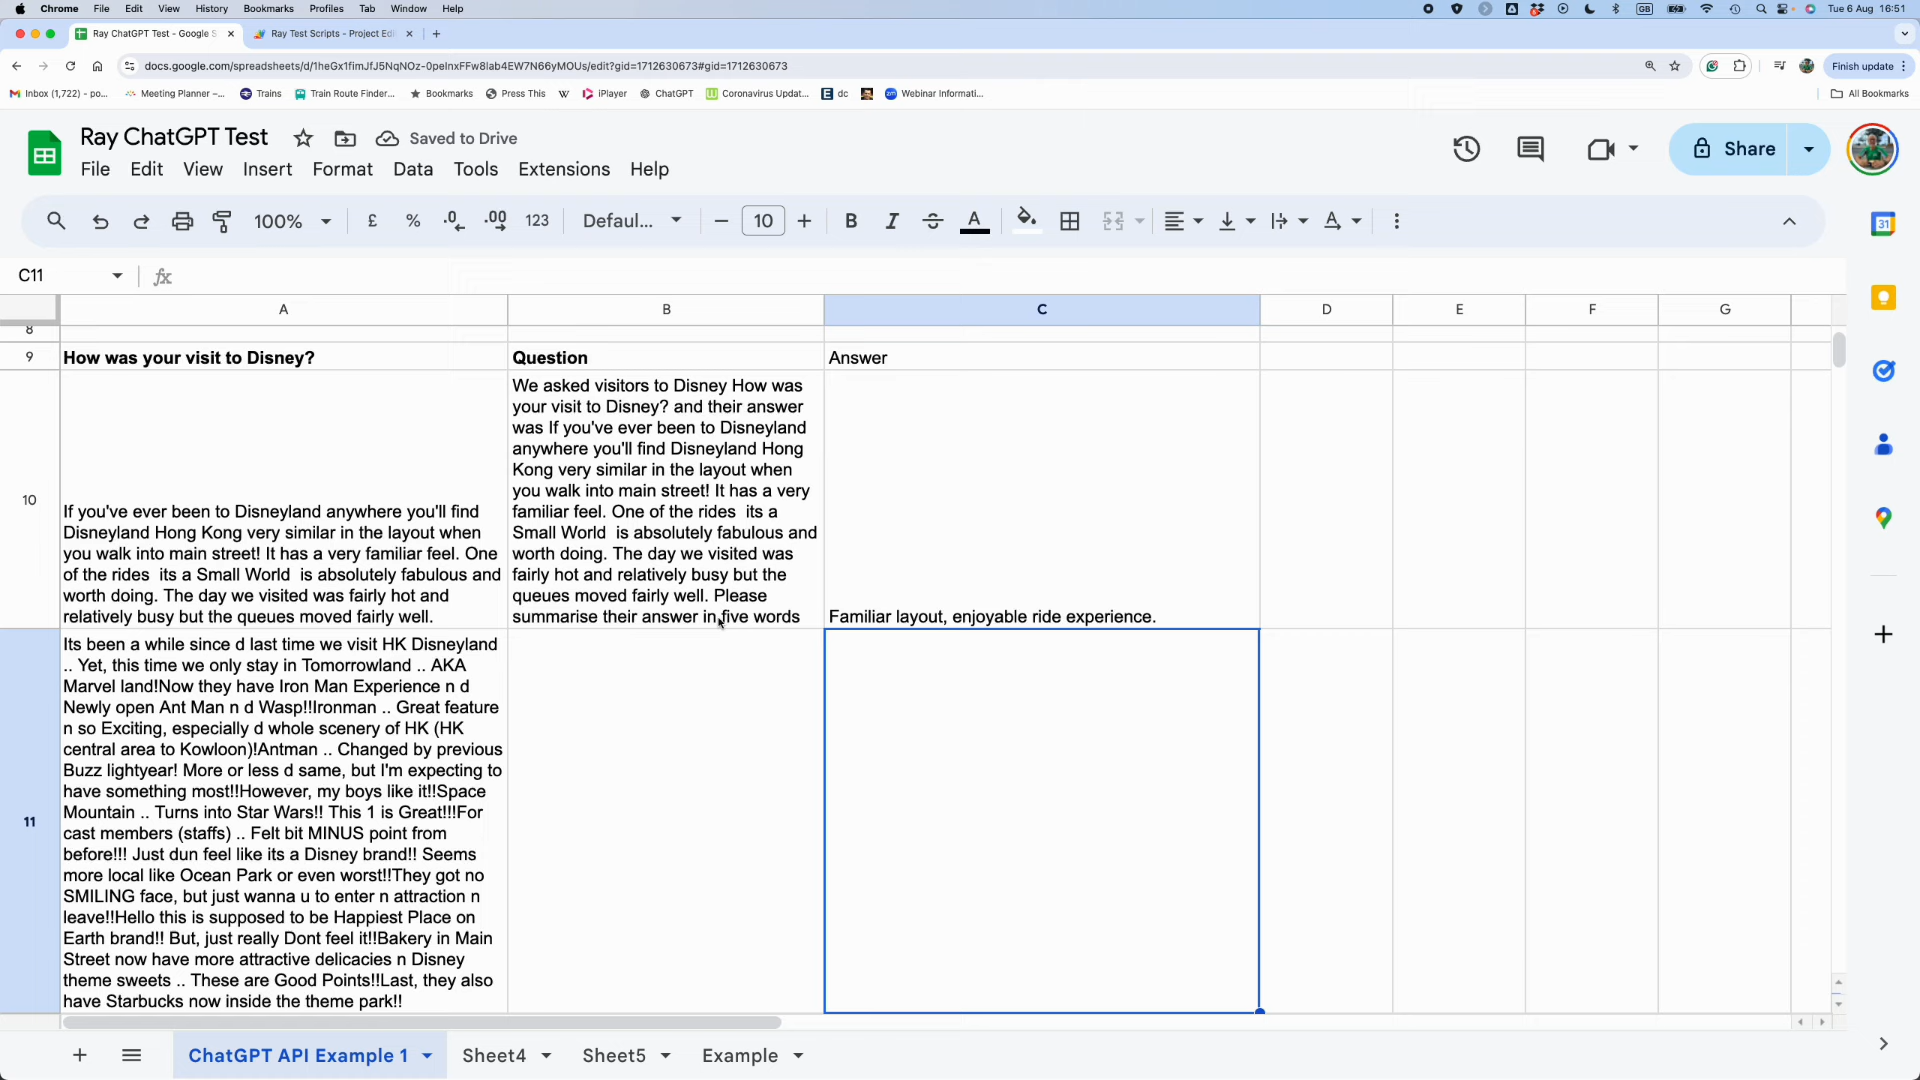 Chrome File Edit View History Bookmarks Profiles Tab Window Help GB Tue 6 Aug 16:51
Ray ChatGPT Test - Google S Ray Test Scripts - Project Edi
docs.google.com/spreadsheets/d/1heGx1fimJfJ5NqNOz-0pelnxFFw8lab4EW7N66yMOUs/edit?gid=1712630673#gid=1712630673 Finish update
Inbox (1,722) - po... Meeting Planner –... Trains Train Route Finder... Bookmarks Press This W iPlayer ChatGPT Coronavirus Updat... E dc zm Webinar Informati... All Bookmarks
Ray ChatGPT Test Saved to Drive
Share
File Edit View Insert Format Data Tools Extensions Help
100% £ % .0 .00 123 Defaul... 10 B I A A 31
C11 fx
A B C D E F G
8
9 How was your visit to Disney? Question Answer
We asked visitors to Disney How was
your visit to Disney? and their answer
was If you've ever been to Disneyland
anywhere you'll find Disneyland Hong
Kong very similar in the layout when
you walk into main street! It has a very
familiar feel. One of the rides  its a
Small World  is absolutely fabulous and
worth doing. The day we visited was
fairly hot and relatively busy but the
queues moved fairly well. Please
summarise their answer in five words
10
If you've ever been to Disneyland anywhere you'll find
Disneyland Hong Kong very similar in the layout when
you walk into main street! It has a very familiar feel. One
of the rides  its a Small World  is absolutely fabulous and
worth doing. The day we visited was fairly hot and
relatively busy but the queues moved fairly well.
Familiar layout, enjoyable ride experience.
11
Its been a while since d last time we visit HK Disneyland
.. Yet, this time we only stay in Tomorrowland .. AKA
Marvel land!Now they have Iron Man Experience n d
Newly open Ant Man n d Wasp!!Ironman .. Great feature
n so Exciting, especially d whole scenery of HK (HK
central area to Kowloon)!Antman .. Changed by previous
Buzz lightyear! More or less d same, but I'm expecting to
have something most!!However, my boys like it!!Space
Mountain .. Turns into Star Wars!! This 1 is Great!!!For
cast members (staffs) .. Felt bit MINUS point from
before!!! Just dun feel like its a Disney brand!! Seems
more local like Ocean Park or even worst!!They got no
SMILING face, but just wanna u to enter n attraction n
leave!!Hello this is supposed to be Happiest Place on
Earth brand!! But, just really Dont feel it!!Bakery in Main
Street now have more attractive delicacies n Disney
theme sweets .. These are Good Points!!Last, they also
have Starbucks now inside the theme park!!
ChatGPT API Example 1 Sheet4 Sheet5 Example